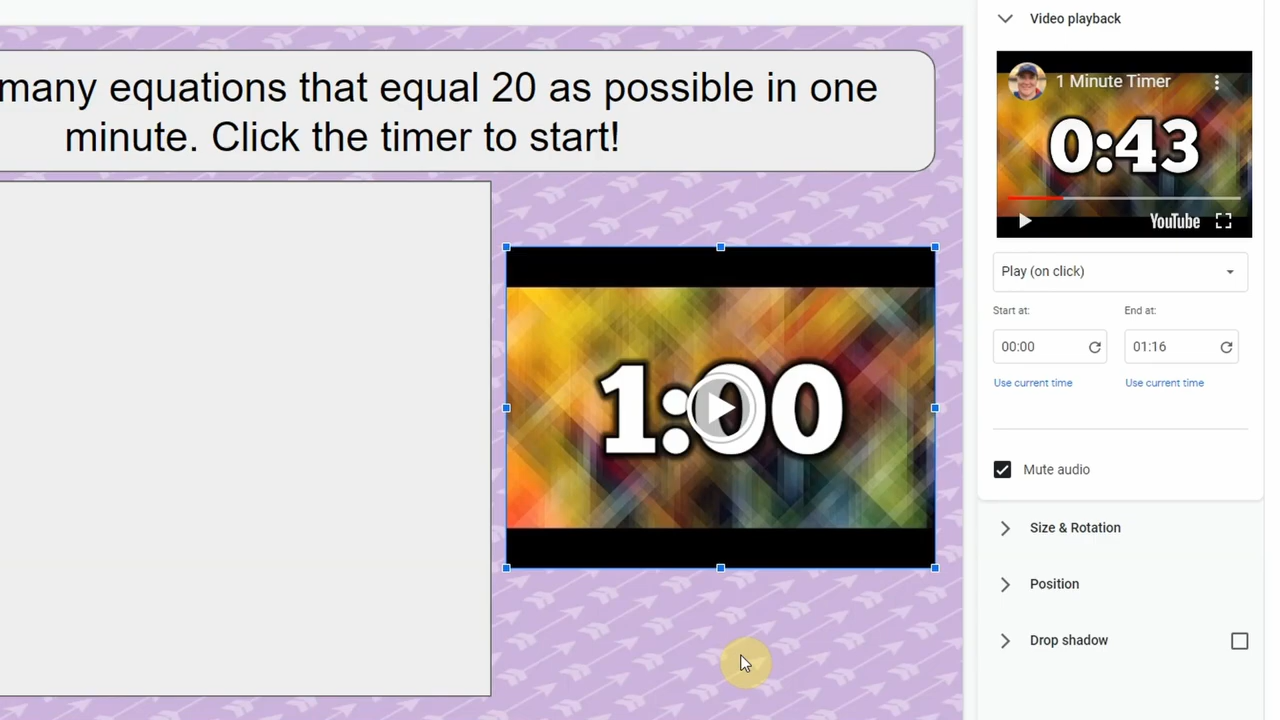 many equations that equal 20 as possible in one
minute. Click the timer to start!
1:00
Video playback
1 Minute Timer
0:43
YouTube
Play (on click)
Start at:
End at:
00:00
01:16
Use current time
Use current time
Mute audio
Size & Rotation
Position
Drop shadow